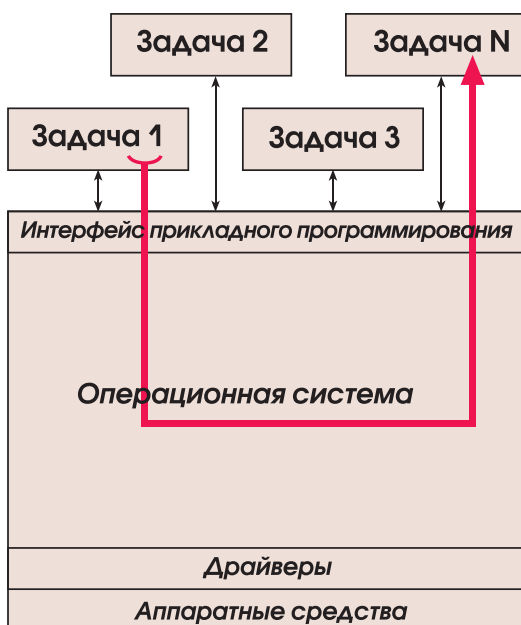 Задача 2
Задача N
Задача 1
Задача 3
Интерфейс прикладного программирования
Операционная система
Драйверы
Аппаратные средства